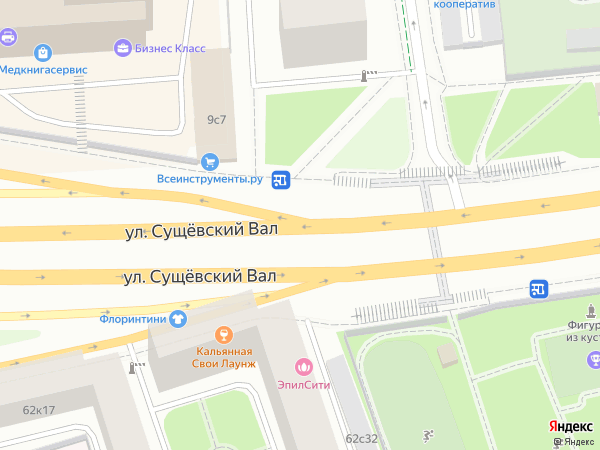 кооператив
Бизнес Класс
Медкнигасервис
9с7
Всеинструменты.ру
ул. Сущёвский Вал
ул. Сущёвский Вал
Флоринтини
Фигур
из куст
Кальянная
Свои Лаунж
ЭпилСити
62к17
62с32
Яндекс
© Яндекс